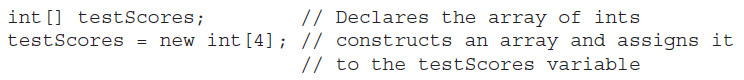 int[] testScores;        // Declares the array of ints
testScores = new int[4]; // constructs an array and assigns it
                         // to the testScores variable